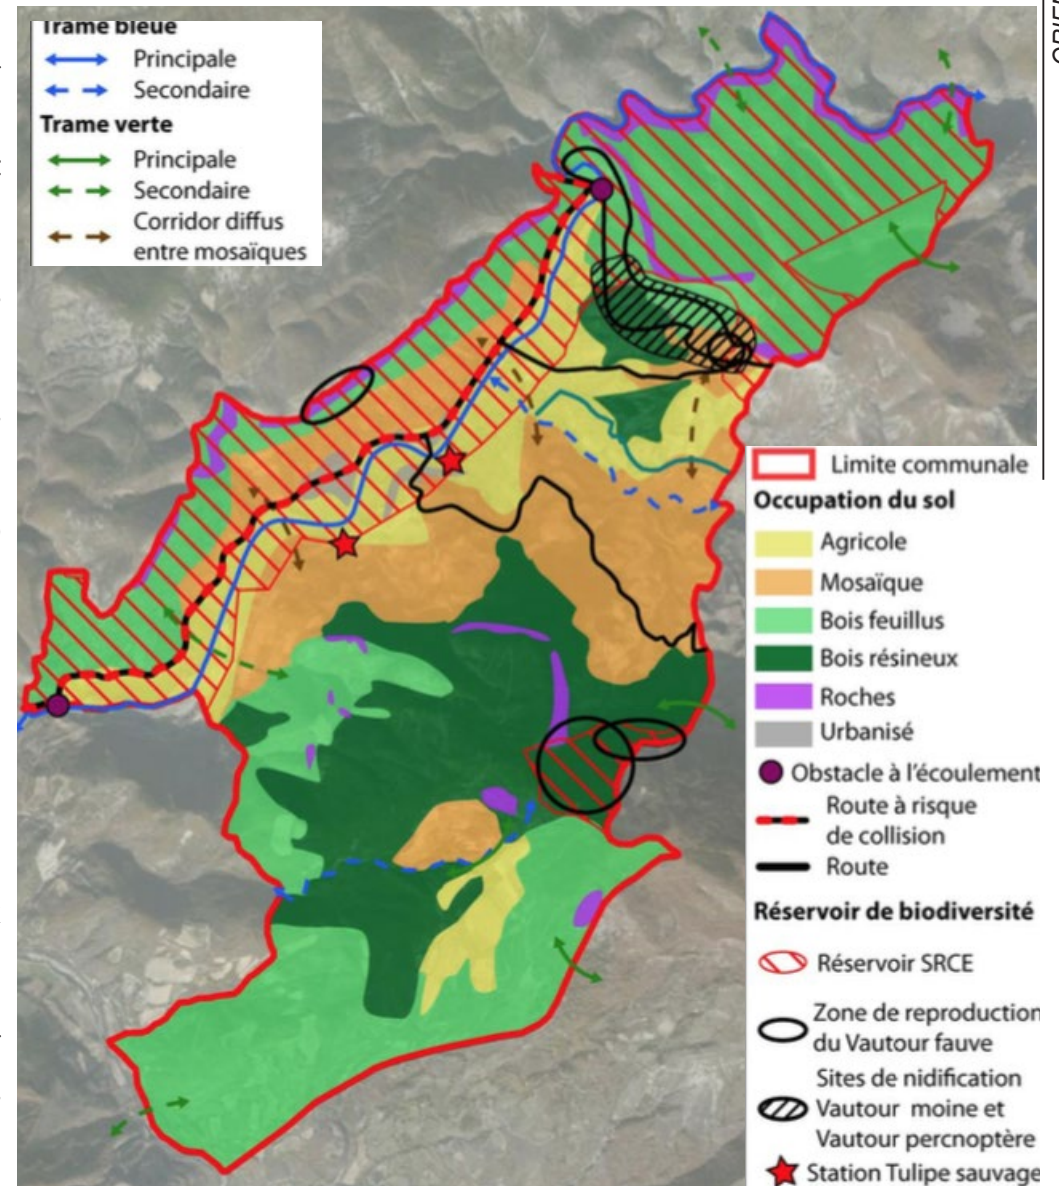 Trame bleue
Principale
Secondaire
Trame verte
Principale
Secondaire
Corridor diffus
entre mosaïques
Limite communale
Occupation du sol
Agricole
Mosaïque
Bois feuillus
Bois résineux
Roches
Urbanisé
Obstacle à l'écoulement
Route à risque
de collision
Route
Réservoir de biodiversité
Réservoir SRCE
Zone de reproduction
du Vautour fauve
Sites de nidification
Vautour moine et
Vautour percnoptère
Station Tulipe sauvage